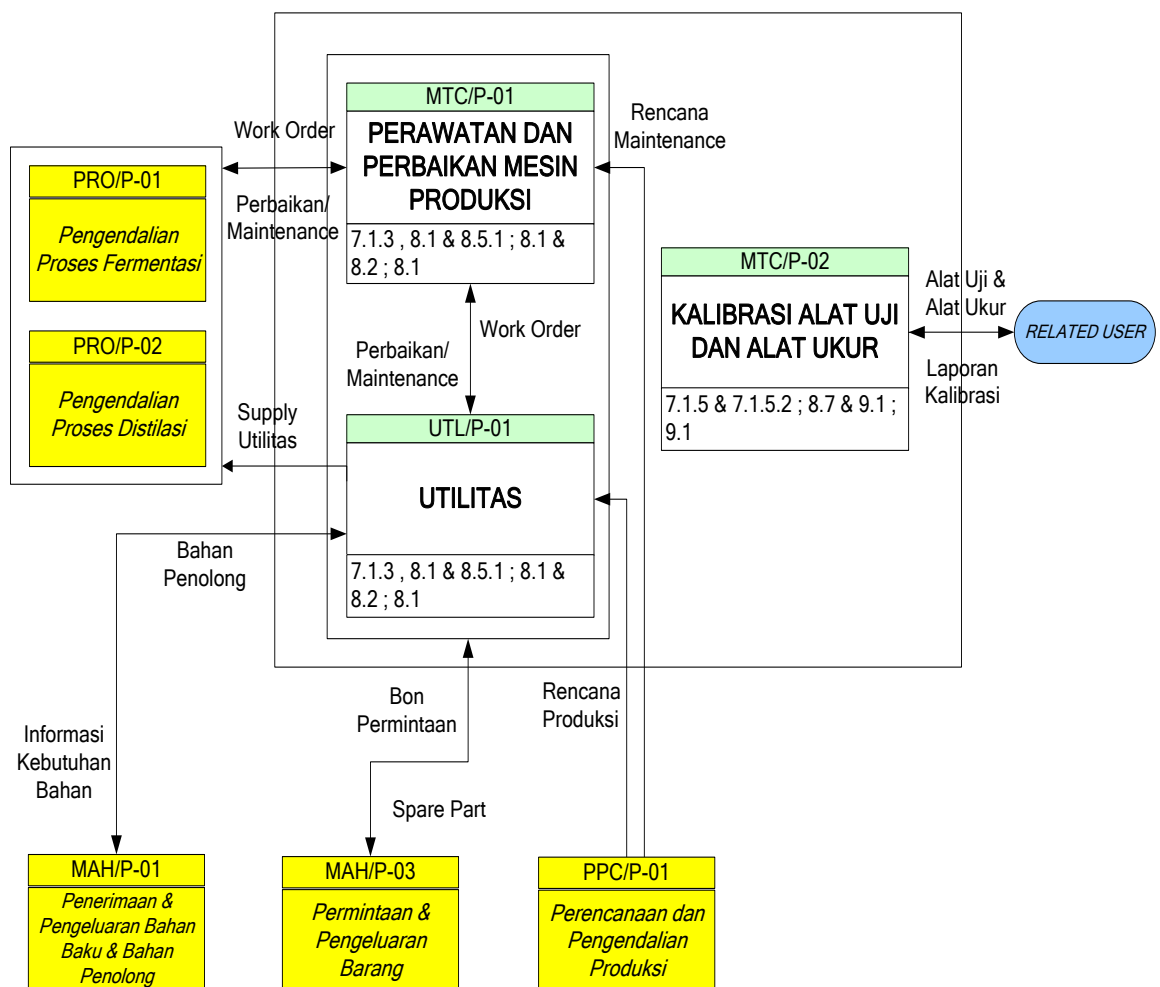 MTC/P-01
PERAWATAN DAN
PERBAIKAN MESIN
PRODUKSI
7.1.3 , 8.1 & 8.5.1 ; 8.1 &
8.2 ; 8.1
Rencana
Maintenance
Work Order
Perbaikan/
Maintenance
PRO/P-01
Pengendalian
Proses Fermentasi
PRO/P-02
Pengendalian
Proses Distilasi
MTC/P-02
KALIBRASI ALAT UJI
DAN ALAT UKUR
7.1.5 & 7.1.5.2 ; 8.7 & 9.1 ;
9.1
Alat Uji &
Alat Ukur
RELATED USER
Laporan
Kalibrasi
Work Order
Perbaikan/
Maintenance
Supply
Utilitas
UTL/P-01
UTILITAS
7.1.3 , 8.1 & 8.5.1 ; 8.1 &
8.2 ; 8.1
Bahan
Penolong
Bon
Permintaan
Rencana
Produksi
Informasi
Kebutuhan
Bahan
Spare Part
MAH/P-01
Penerimaan &
Pengeluaran Bahan
Baku & Bahan
Penolong
MAH/P-03
Permintaan &
Pengeluaran
Barang
PPC/P-01
Perencanaan dan
Pengendalian
Produksi